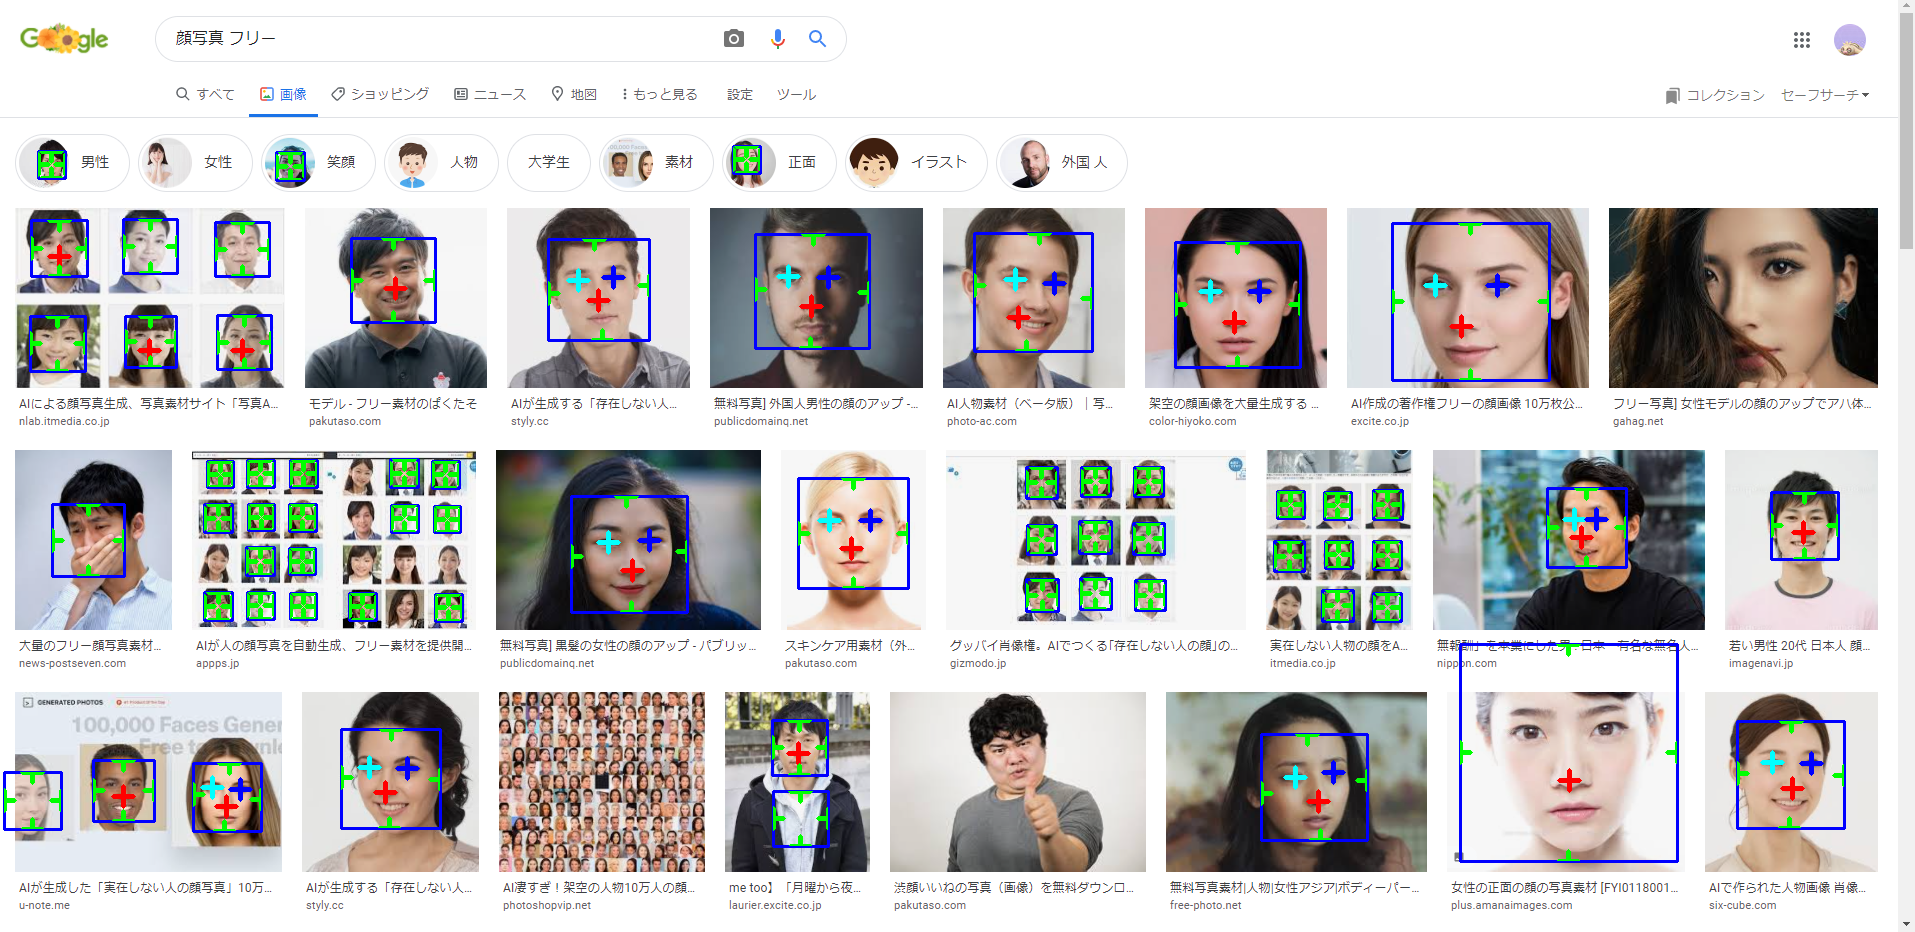 Google
顔写真 フリー
すべて 画像 ショッピング ニュース 地図 もっと見る 設定 ツール コレクション セーフサーチ
男性 女性 笑顔 人物 大学生 素材 正面 イラスト 外国 人
AIによる顔写真生成、写真素材サイト「写真A... モデル - フリー素材のぱくたそ AIが生成する「存在しない人... 無料写真] 外国人男性の顔のアップ -... AI人物素材（ベータ版）｜写... 架空の顔画像を大量生成する ... AI作成の著作権フリーの顔画像 10万枚公... フリー写真] 女性モデルの顔のアップでアハ体...
nlab.itmedia.co.jp pakutaso.com styly.cc publicdomainq.net photo-ac.com color-hiyoko.com excite.co.jp gahag.net
大量のフリー顔写真素材... AIが人の顔写真を自動生成、フリー素材を提供開... 無料写真] 黒髪の女性の顔のアップ - パブリッ... スキンケア用素材（外... グッバイ肖像権。AIでつくる「存在しない人の顔」の... 実在しない人物の顔をA... 無報酬」を本業にした男 日本一有名な無名人... 若い男性 20代 日本人 顔...
news-postseven.com appps.jp publicdomainq.net pakutaso.com gizmodo.jp itmedia.co.jp nippon.com imagenavi.jp
GENERATED PHOTOS
100,000 Faces Gener
Free to
AIが生成した「実在しない人の顔写真」10万... AIが生成する「存在しない人... AI凄すぎ！架空の人物10万人の顔... me too】「月曜から夜... 渋顔いいねの写真（画像）を無料ダウンロ... 無料写真素材|人物|女性アジア|ボディーパー... 女性の正面の顔の写真素材 [FYI0118001... AIで作られた人物画像 肖像...
u-note.me styly.cc photoshopvip.net laurier.excite.co.jp pakutaso.com free-photo.net plus.amanaimages.com six-cube.com